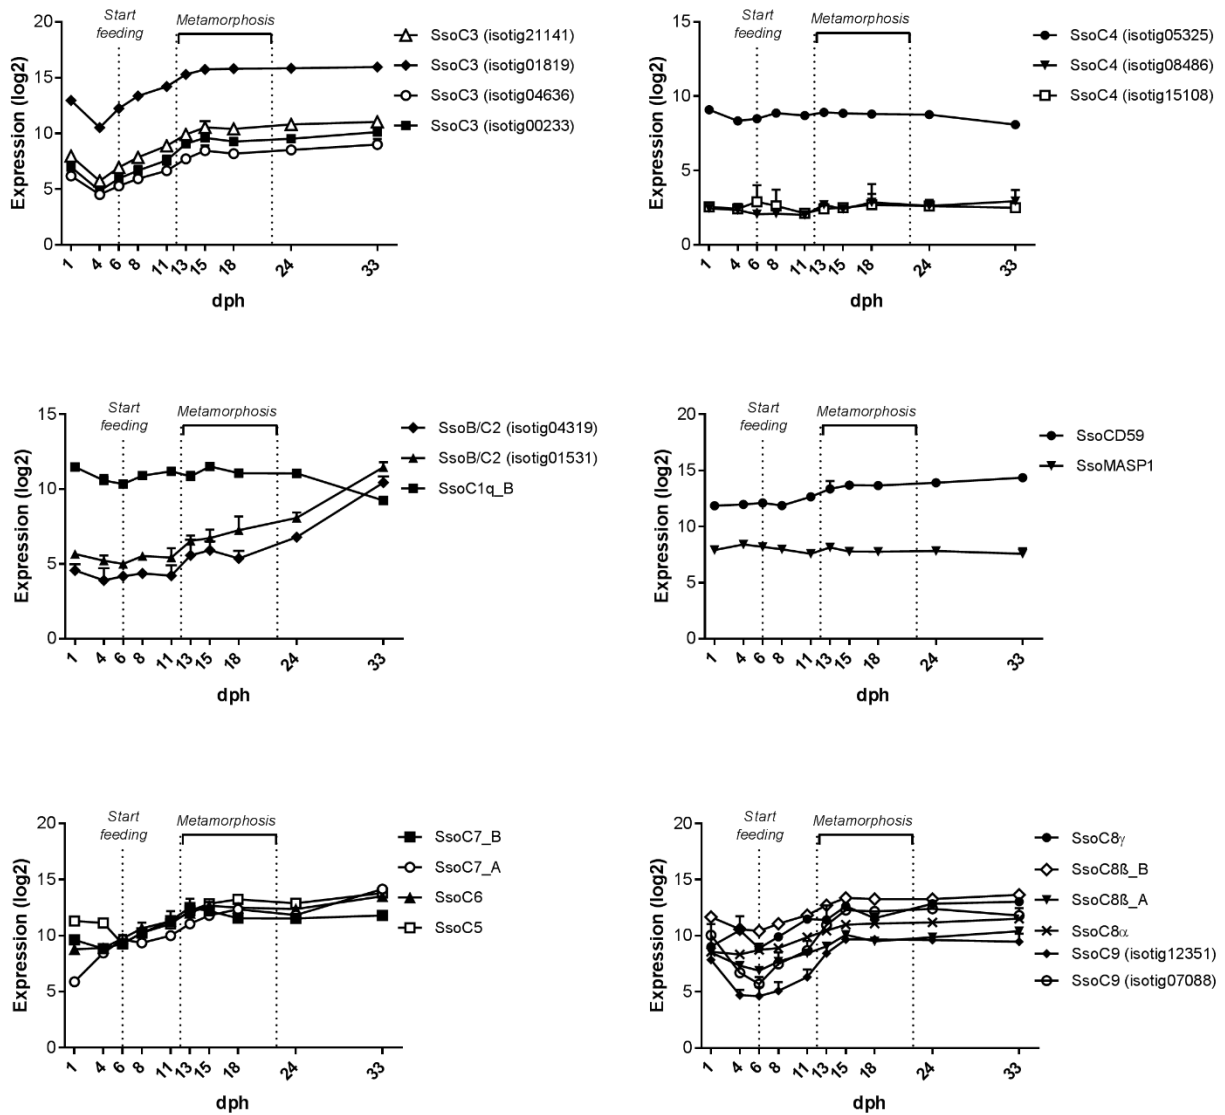 Start
feeding
Metamorphosis
20
15
10
5
0
Expression (log2)
1
4
6
8
11
13
15
18
24
33
dph
SsoC3 (isotig21141)
SsoC3 (isotig01819)
SsoC3 (isotig04636)
SsoC3 (isotig00233)
Start
feeding
Metamorphosis
15
10
5
0
Expression (log2)
1
4
6
8
11
13
15
18
24
33
dph
SsoC4 (isotig05325)
SsoC4 (isotig08486)
SsoC4 (isotig15108)
Start
feeding
Metamorphosis
15
10
5
0
Expression (log2)
1
4
6
8
11
13
15
18
24
33
dph
SsoB/C2 (isotig04319)
SsoB/C2 (isotig01531)
SsoC1q_B
Start
feeding
Metamorphosis
20
15
10
5
0
Expression (log2)
1
4
6
8
11
13
15
18
24
33
dph
SsoCD59
SsoMASP1
Start
feeding
Metamorphosis
20
15
10
5
0
Expression (log2)
1
4
6
8
11
13
15
18
24
33
dph
SsoC7_B
SsoC7_A
SsoC6
SsoC5
Start
feeding
Metamorphosis
20
15
10
5
0
Expression (log2)
1
4
6
8
11
13
15
18
24
33
dph
SsoC8γ
SsoC8ß_B
SsoC8ß_A
SsoC8α
SsoC9 (isotig12351)
SsoC9 (isotig07088)